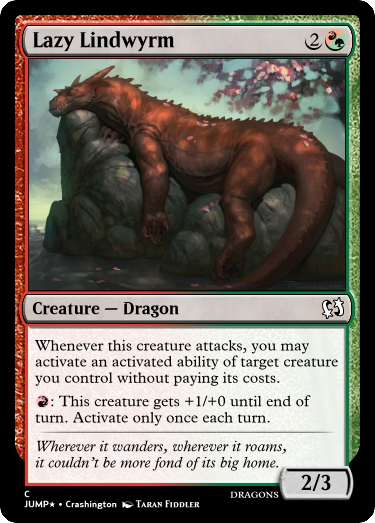 Lazy Lindwyrm 2
Creature — Dragon
Whenever this creature attacks, you may
activate an activated ability of target creature
you control without paying its costs.
: This creature gets +1/+0 until end of
turn. Activate only once each turn.
Wherever it wanders, wherever it roams,
it couldn't be more fond of its big home.
2/3
C DRAGONS
JUMP★ • Crashington TARAN FIDDLER